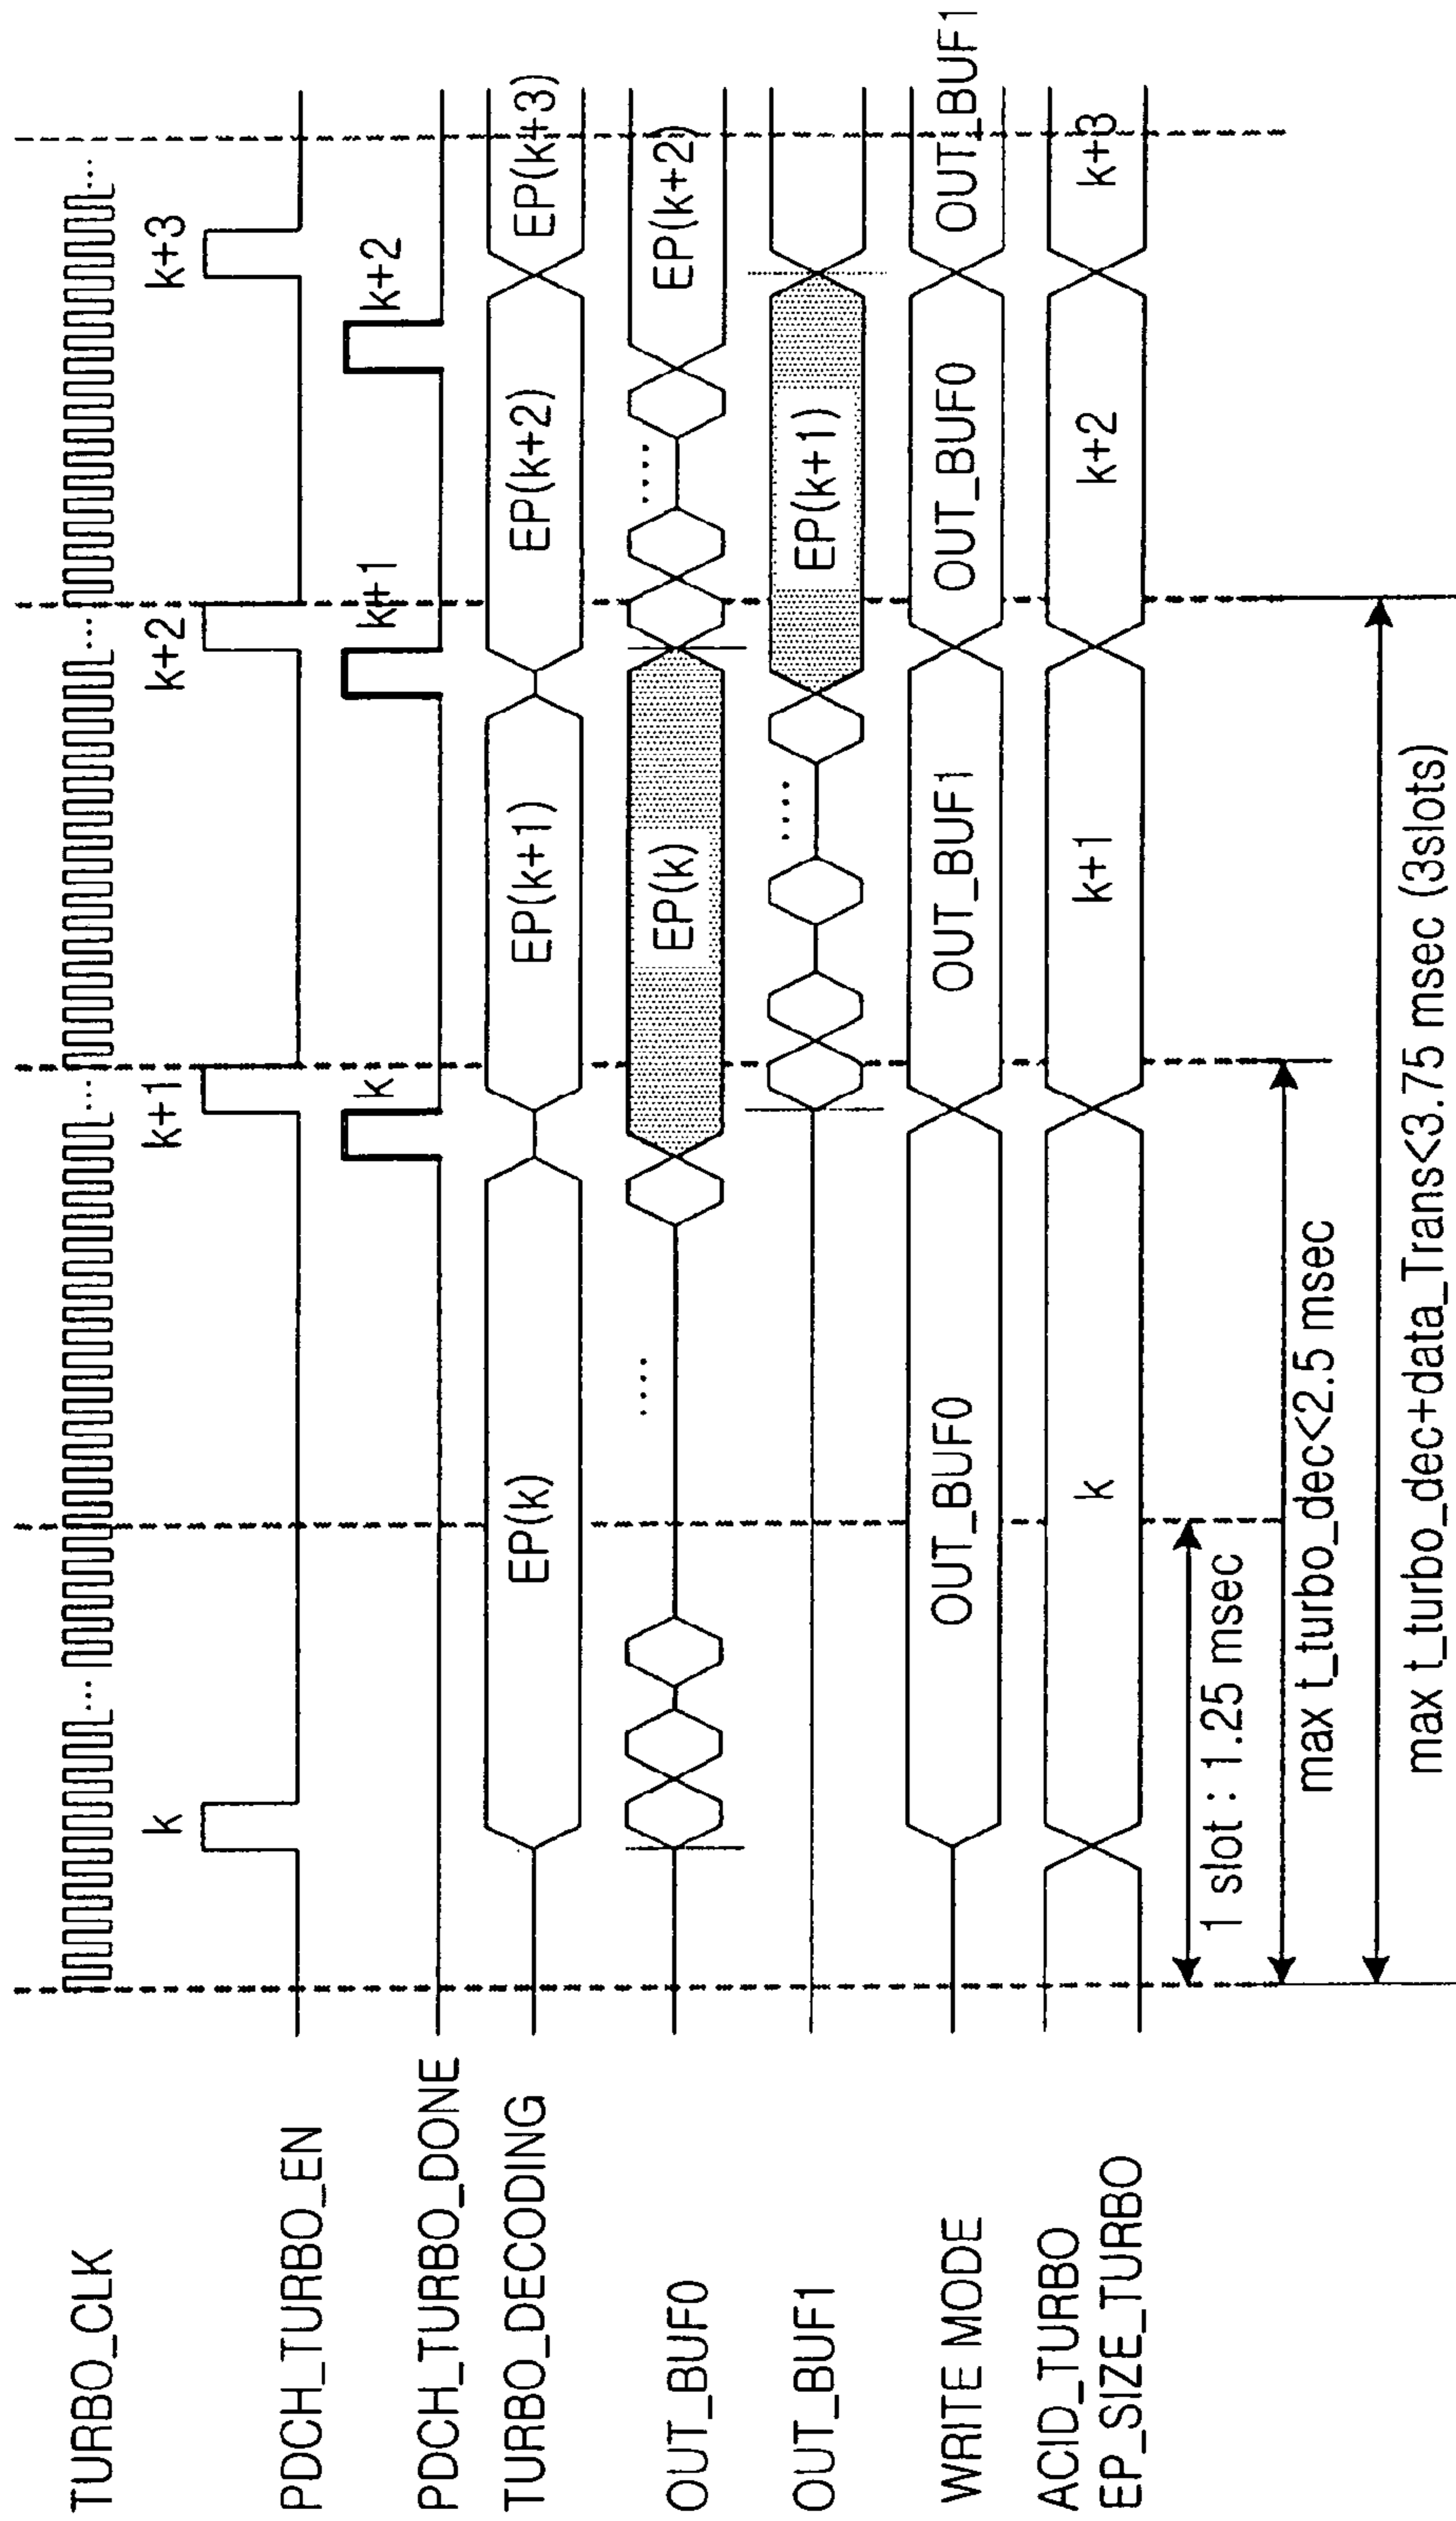 TURBO_CLK
... ... ... ...
PDCH_TURBO_EN
k
k+1
k+2
k+3
PDCH_TURBO_DONE
k
k+1
k+2
TURBO_DECODING
EP(k)
EP(k+1)
EP(k+2)
EP(k+3)
OUT_BUF0
....
EP(k)
....
EP(k+2)
OUT_BUF1
....
EP(k+1)
WRITE MODE
OUT_BUF0
OUT_BUF1
OUT_BUF0
OUT_BUF1
ACID_TURBO
EP_SIZE_TURBO
k
k+1
k+2
k+3
1 slot : 1.25 msec
max t_turbo_dec<2.5 msec
max t_turbo_dec+data_Trans<3.75 msec (3slots)